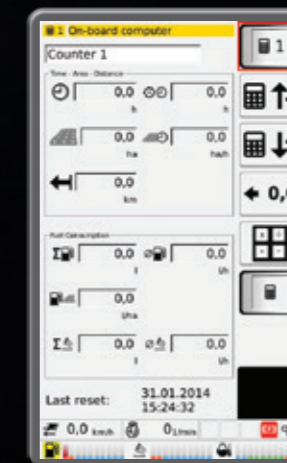 1 On-board computer
1
Counter 1
Time - Area - Distance
0,0 0,0
h h
0,0 0,0
ha ha/h
0,0
km
0,0
Fuel Consumption
Σ 0,0 ø 0,0
l l/h
0,0
l/ha
Σ 0,0 ø 0,0
l l/h
Last reset: 31.01.2014
15:24:32
0,0 km/h 0 1/min